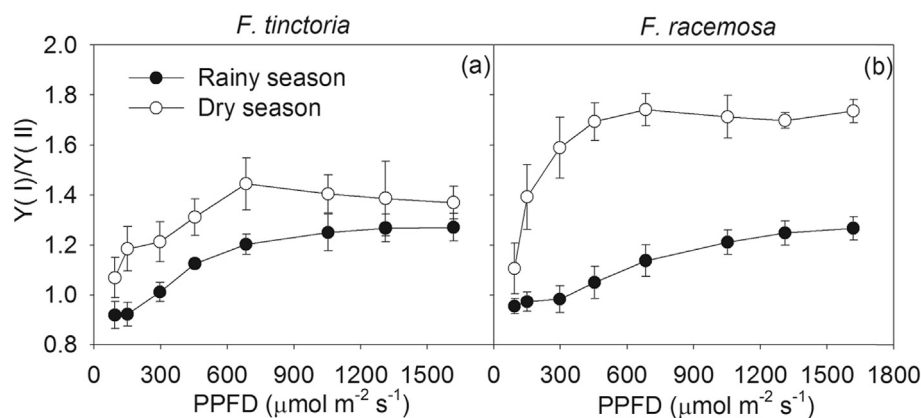 F. tinctoria F. racemosa
2.0 (a) (b)
Rainy season
1.8
Dry season
1.6
Y( I)/Y( II)
1.4
1.2
1.0
0.8
0 300 600 900 1200 1500 0 300 600 900 1200 1500 1800
PPFD (μmol m⁻² s⁻¹) PPFD (μmol m⁻² s⁻¹)